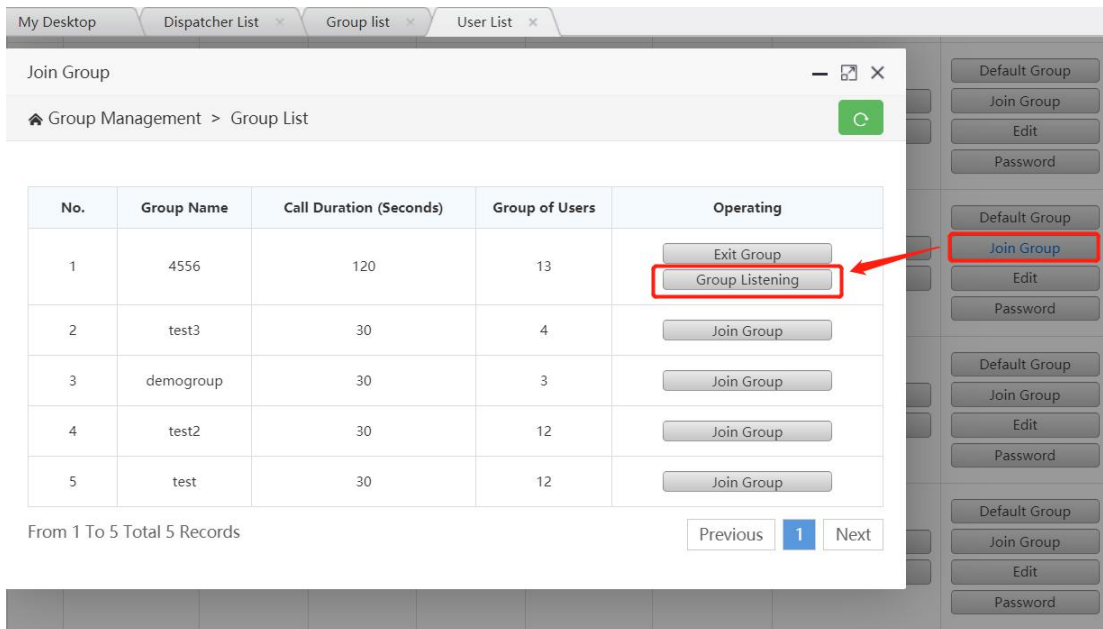 My Desktop Dispatcher List × Group list × User List ×
Join Group
Group Management > Group List
No. Group Name Call Duration (Seconds) Group of Users Operating
1 4556 120 13 Exit Group
Group Listening
2 test3 30 4 Join Group
3 demogroup 30 3 Join Group
4 test2 30 12 Join Group
5 test 30 12 Join Group
From 1 To 5 Total 5 Records Previous 1 Next
Default Group
Join Group
Edit
Password
Default Group
Join Group
Edit
Password
Default Group
Join Group
Edit
Password
Default Group
Join Group
Edit
Password